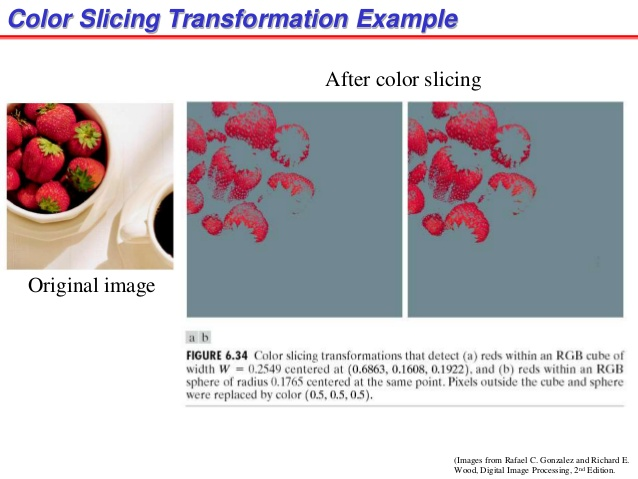 Color Slicing Transformation Example
After color slicing
Original image
a b
FIGURE 6.34 Color slicing transformations that detect (a) reds within an RGB cube of
width W = 0.2549 centered at (0.6863, 0.1608, 0.1922), and (b) reds within an RGB
sphere of radius 0.1765 centered at the same point. Pixels outside the cube and sphere
were replaced by color (0.5, 0.5, 0.5).
(Images from Rafael C. Gonzalez and Richard E.
Wood, Digital Image Processing, 2nd Edition.